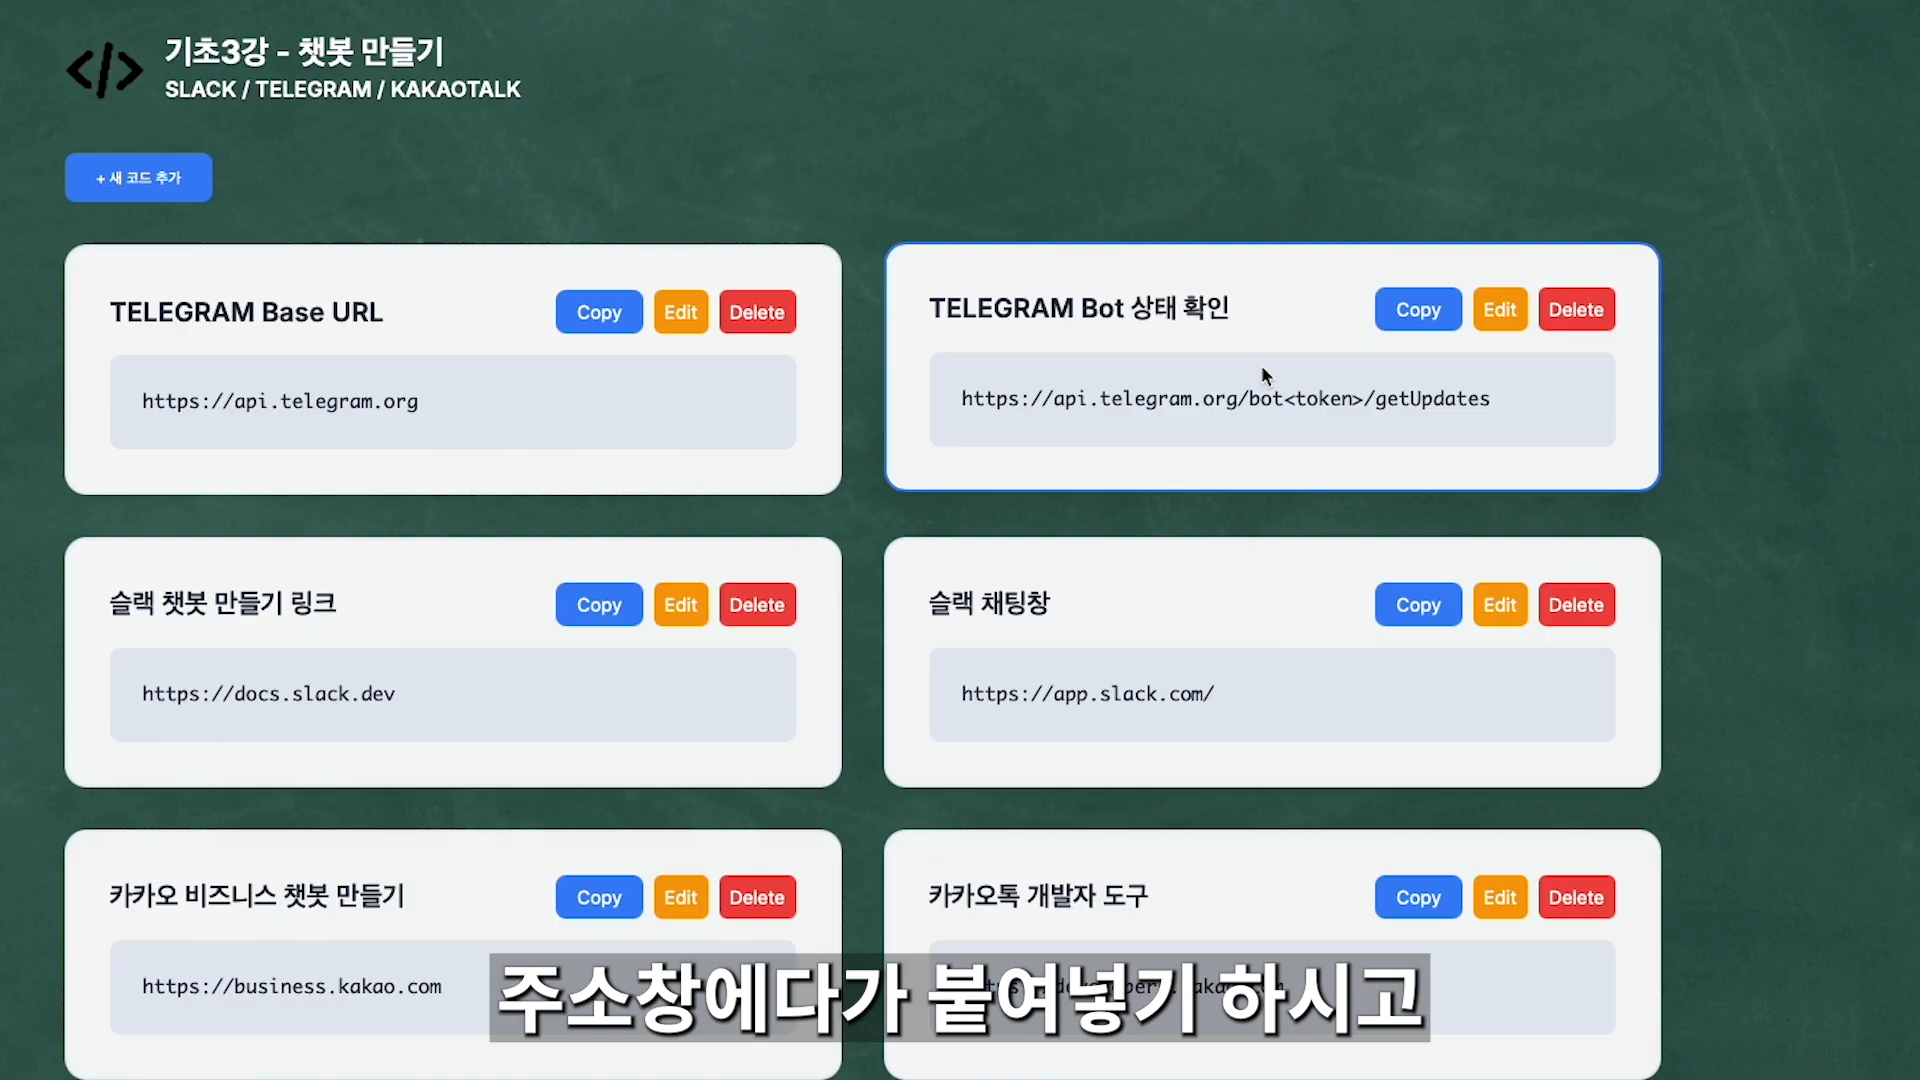 기초3강 - 챗봇 만들기
SLACK / TELEGRAM / KAKAOTALK
+ 새 코드 추가
TELEGRAM Base URL
Copy
Edit
Delete
https://api.telegram.org
TELEGRAM Bot 상태 확인
Copy
Edit
Delete
https://api.telegram.org/bot<token>/getUpdates
슬랙 챗봇 만들기 링크
Copy
Edit
Delete
https://docs.slack.dev
슬랙 채팅창
Copy
Edit
Delete
https://app.slack.com/
카카오 비즈니스 챗봇 만들기
Copy
Edit
Delete
https://business.kakao.com
카카오톡 개발자 도구
Copy
Edit
Delete
주소창에다가 붙여넣기 하시고